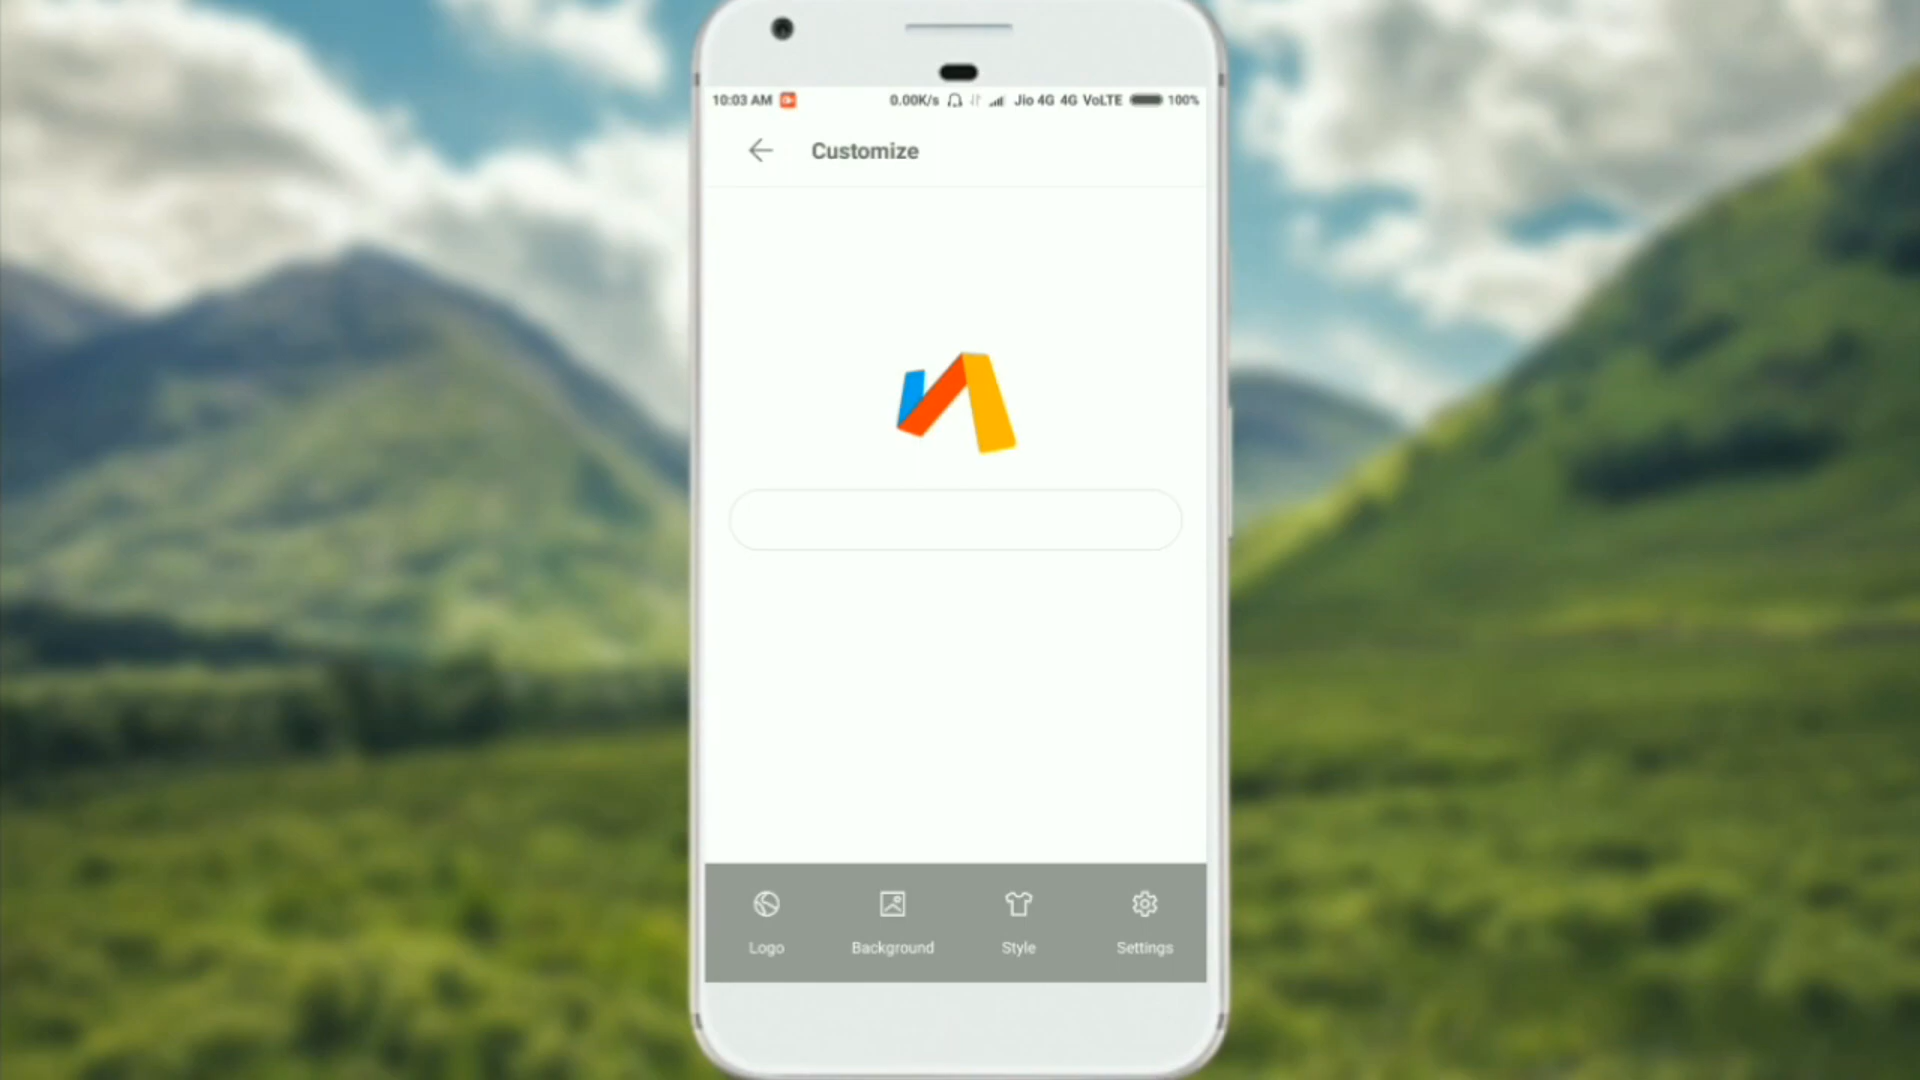 10:03 AM 0.00K/s Jio 4G 4G VoLTE 100%
Customize
Logo Background Style Settings